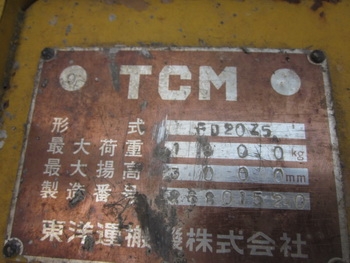 TCM
形式 FD20Z5
最大荷重 kg
最大揚高 mm
製造番号
東洋運搬機株式会社